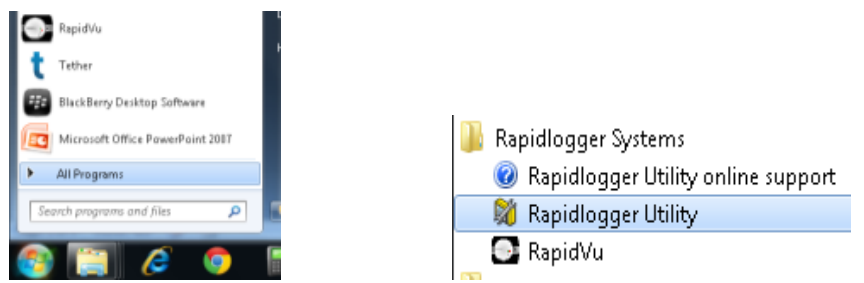 RapidVu
Tether
BlackBerry Desktop Software
Microsoft Office PowerPoint 2007
All Programs
Search programs and files
Rapidlogger Systems
Rapidlogger Utility online support
Rapidlogger Utility
RapidVu